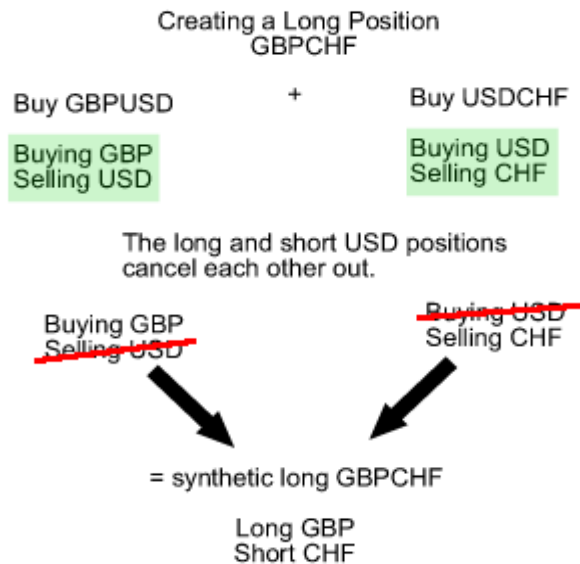 Creating a Long Position
GBPCHF
Buy GBPUSD + Buy USDCHF
Buying GBP
Selling USD
Buying USD
Selling CHF
The long and short USD positions
cancel each other out.
Buying GBP
Selling USD
Buying USD
Selling CHF
= synthetic long GBPCHF
Long GBP
Short CHF